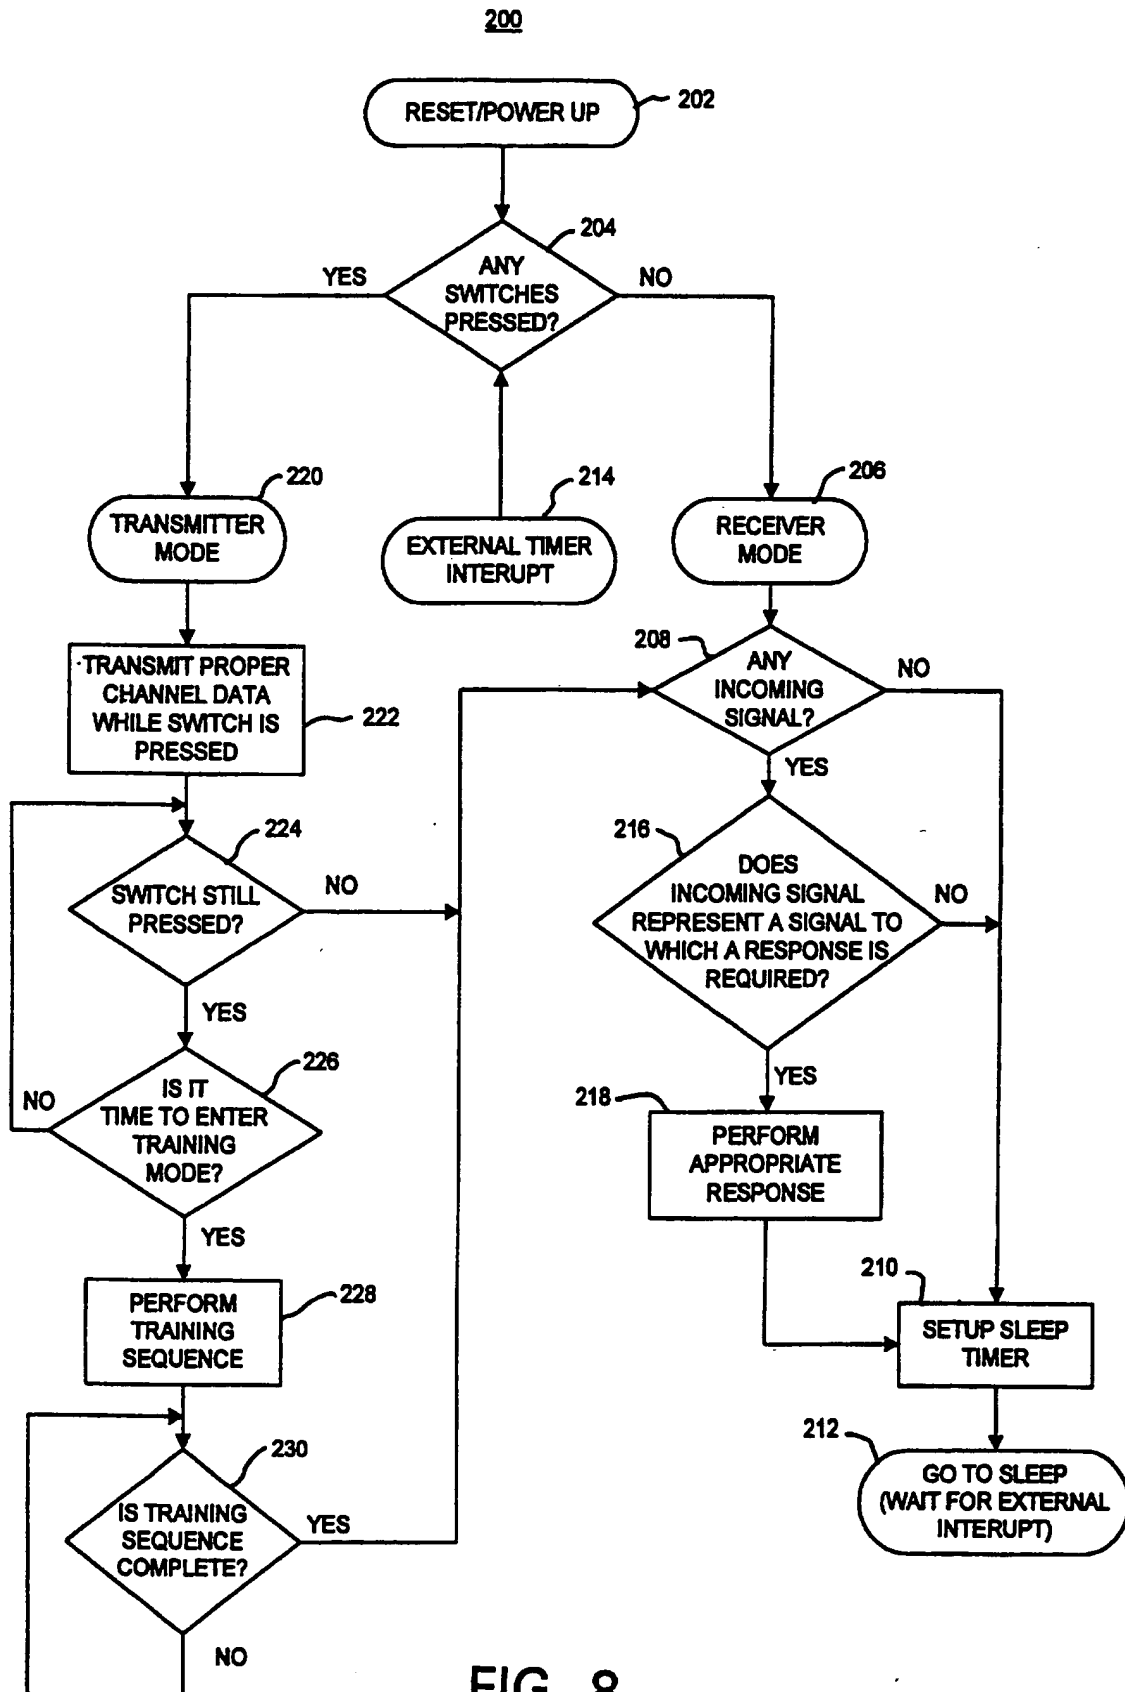 200
RESET/POWER UP
202
204
ANY
SWITCHES
PRESSED?
YES
NO
220
TRANSMITTER
MODE
214
EXTERNAL TIMER
INTERUPT
206
RECEIVER
MODE
TRANSMIT PROPER
CHANNEL DATA
WHILE SWITCH IS
PRESSED
222
208
ANY
INCOMING
SIGNAL?
NO
YES
224
SWITCH STILL
PRESSED?
NO
YES
216
DOES
INCOMING SIGNAL
REPRESENT A SIGNAL TO
WHICH A RESPONSE IS
REQUIRED?
NO
YES
226
IS IT
TIME TO ENTER
TRAINING
MODE?
NO
YES
218
PERFORM
APPROPRIATE
RESPONSE
PERFORM
TRAINING
SEQUENCE
228
210
SETUP SLEEP
TIMER
230
IS TRAINING
SEQUENCE
COMPLETE?
YES
NO
212
GO TO SLEEP
(WAIT FOR EXTERNAL
INTERUPT)
FIG. 8